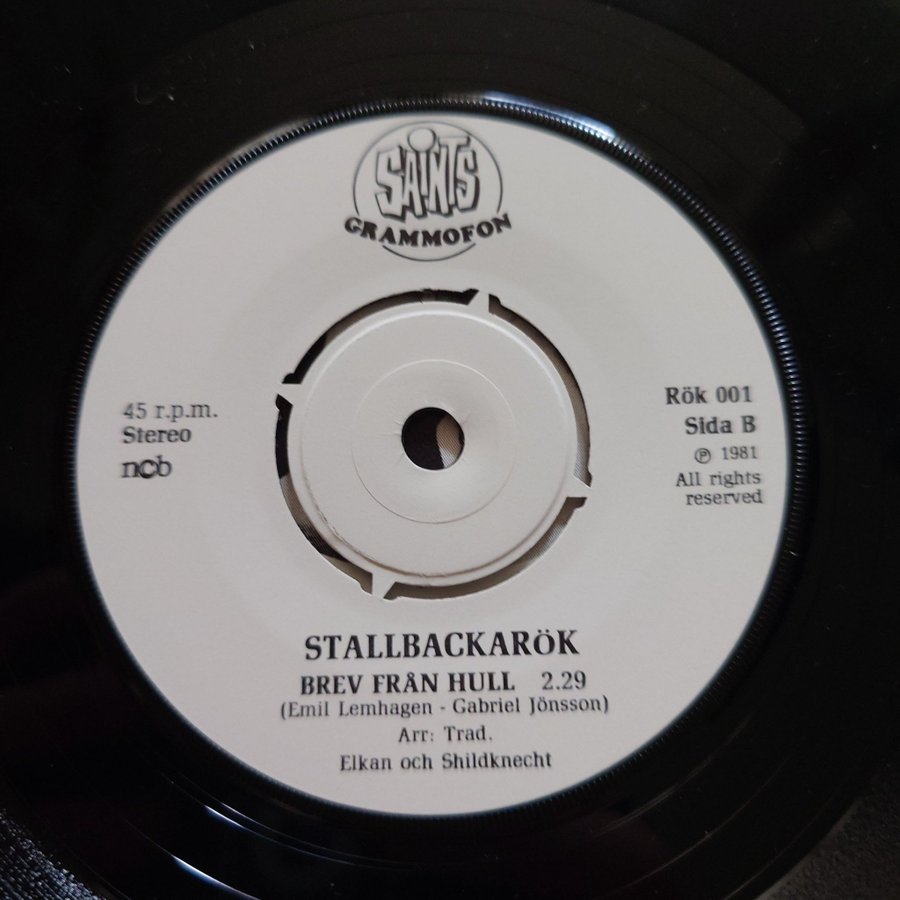 SAINTS
GRAMMOFON
45 r.p.m.
Stereo
ncb
Rök 001
Sida B
℗ 1981
All rights
reserved
STALLBACKARÖK
BREV FRÅN HULL 2.29
(Emil Lemhagen - Gabriel Jönsson)
Arr: Trad.
Elkan och Shildknecht